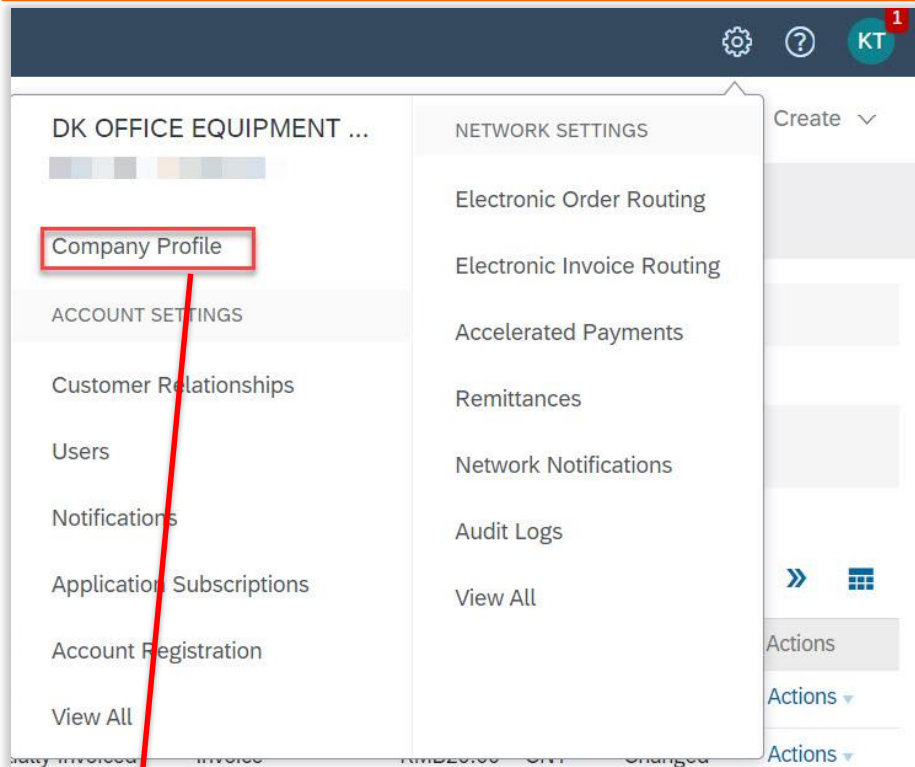 KT
1
DK OFFICE EQUIPMENT ...
Company Profile
ACCOUNT SETTINGS
Customer Relationships
Users
Notifications
Application Subscriptions
Account Registration
View All
NETWORK SETTINGS
Electronic Order Routing
Electronic Invoice Routing
Accelerated Payments
Remittances
Network Notifications
Audit Logs
View All
Create
Actions
Actions
Actions
Invoice
Changed